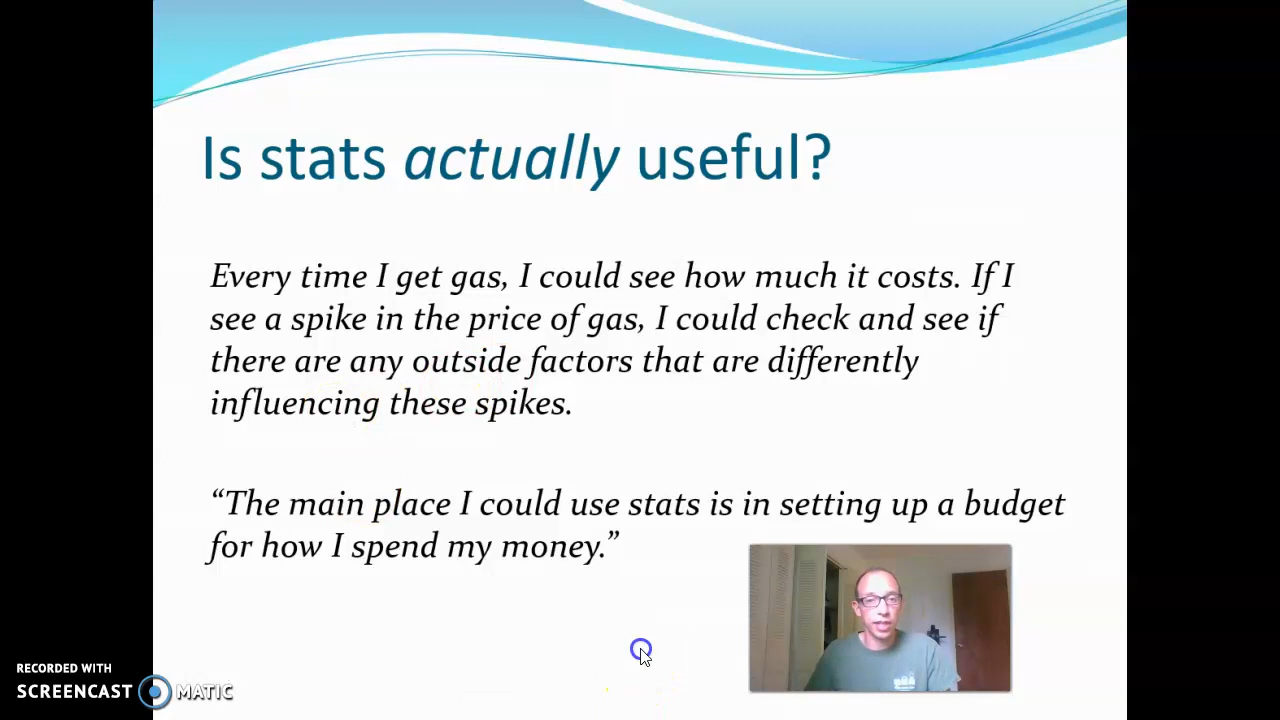 Is stats actually useful?
Every time I get gas, I could see how much it costs. If I
see a spike in the price of gas, I could check and see if
there are any outside factors that are differently
influencing these spikes.
“The main place I could use stats is in setting up a budget
for how I spend my money.”
RECORDED WITH
SCREENCAST MATIC